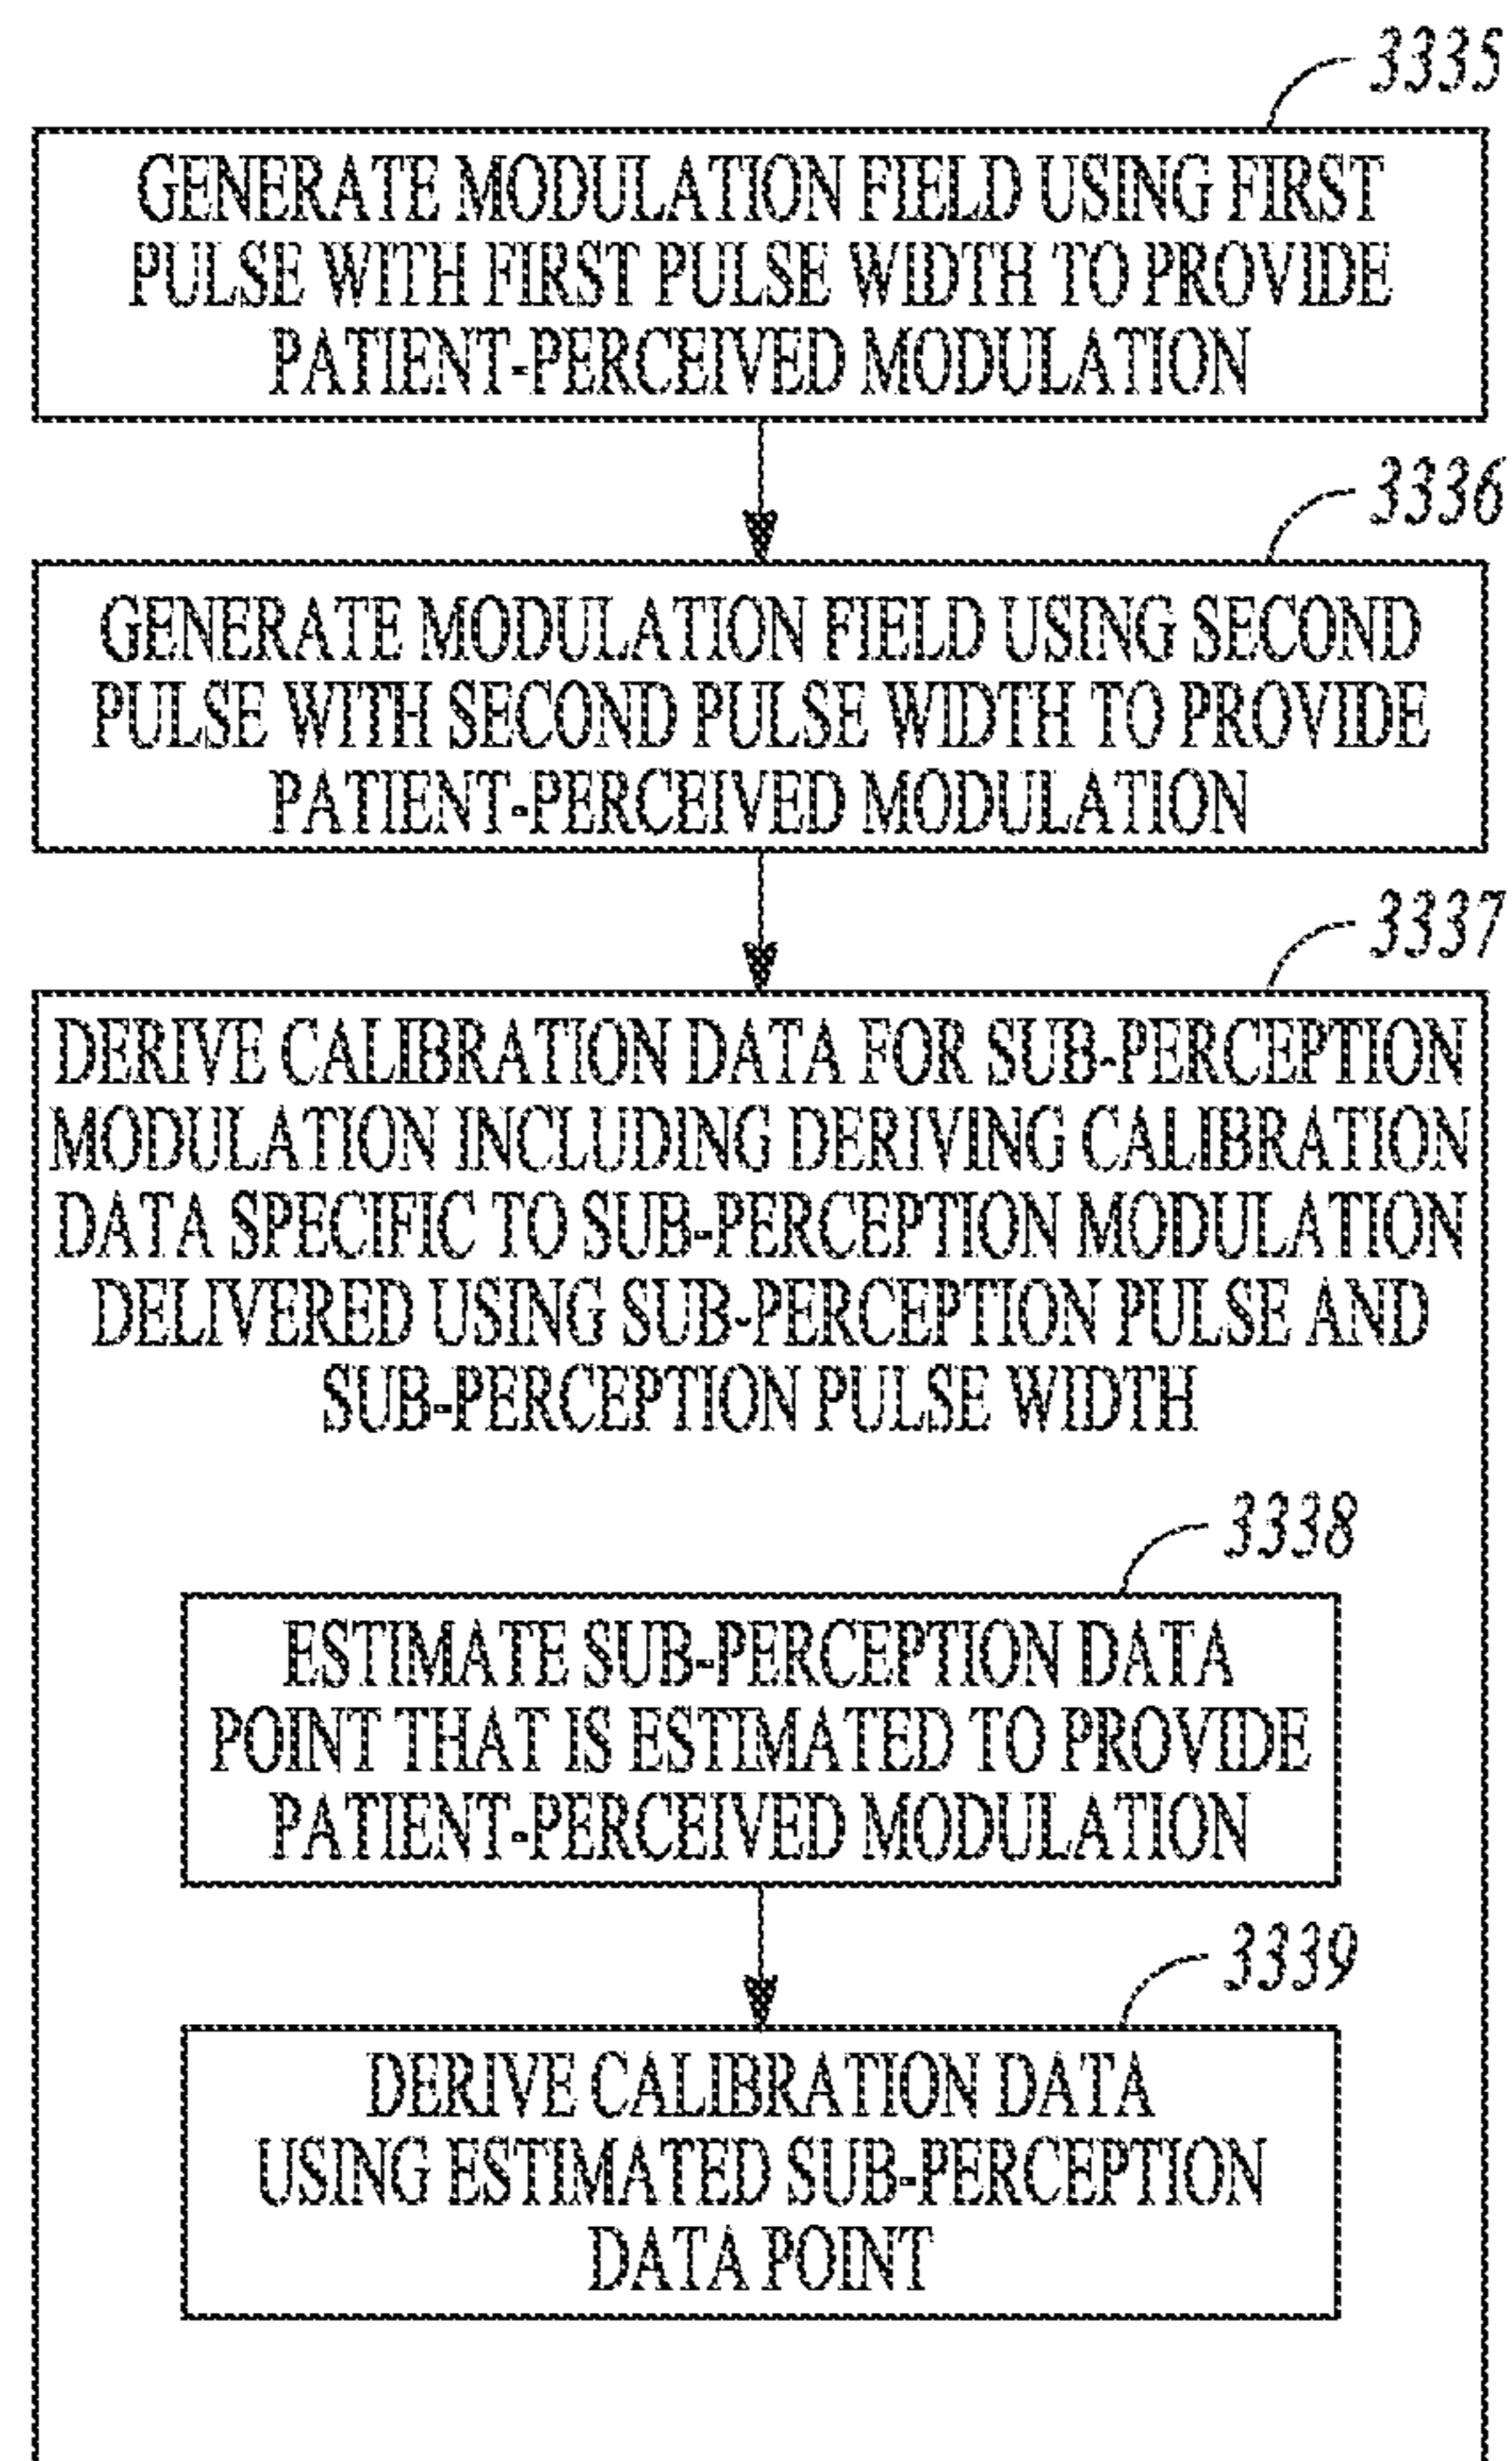 3335
GENERATE MODULATION FIELD USING FIRST
PULSE WITH FIRST PULSE WIDTH TO PROVIDE
PATIENT-PERCEIVED MODULATION
3336
GENERATE MODULATION FIELD USING SECOND
PULSE WITH SECOND PULSE WIDTH TO PROVIDE
PATIENT-PERCEIVED MODULATION
3337
DERIVE CALIBRATION DATA FOR SUB-PERCEPTION
MODULATION INCLUDING DERIVING CALIBRATION
DATA SPECIFIC TO SUB-PERCEPTION MODULATION
DELIVERED USING SUB-PERCEPTION PULSE AND
SUB-PERCEPTION PULSE WIDTH
3338
ESTIMATE SUB-PERCEPTION DATA
POINT THAT IS ESTIMATED TO PROVIDE
PATIENT-PERCEIVED MODULATION
3339
DERIVE CALIBRATION DATA
USING ESTIMATED SUB-PERCEPTION
DATA POINT